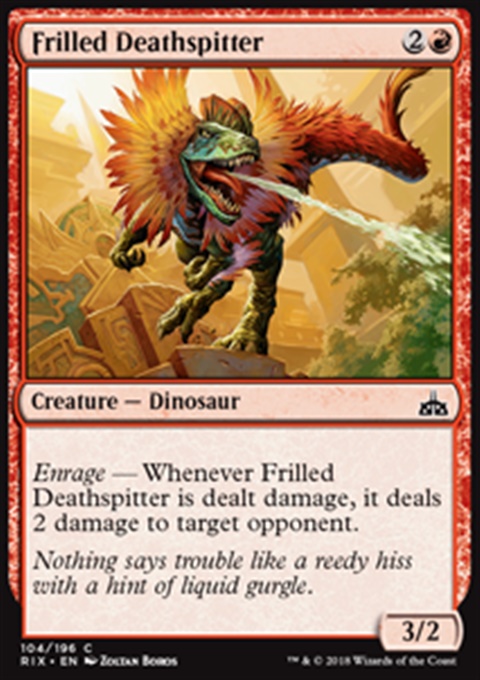 Frilled Deathspitter 2
Creature — Dinosaur
Enrage — Whenever Frilled
Deathspitter is dealt damage, it deals
2 damage to target opponent.
Nothing says trouble like a reedy hiss
with a hint of liquid gurgle.
3/2
104/196 C
RIX • EN Zoltan Boros
™ & © 2018 Wizards of the Coast